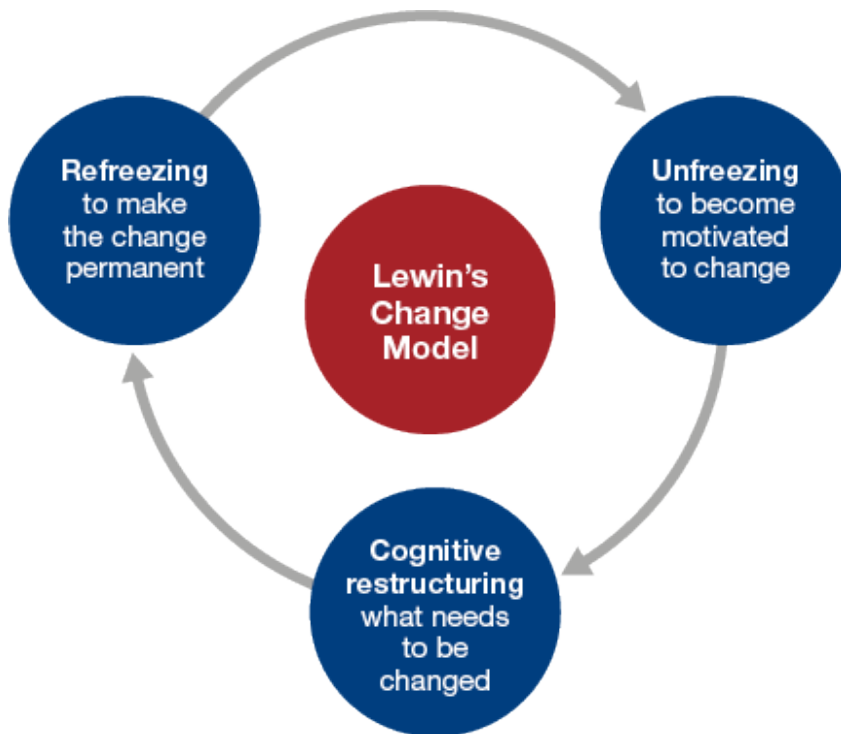 Refreezing
to make
the change
permanent
Unfreezing
to become
motivated
to change
Lewin's
Change
Model
Cognitive
restructuring
what needs
to be
changed